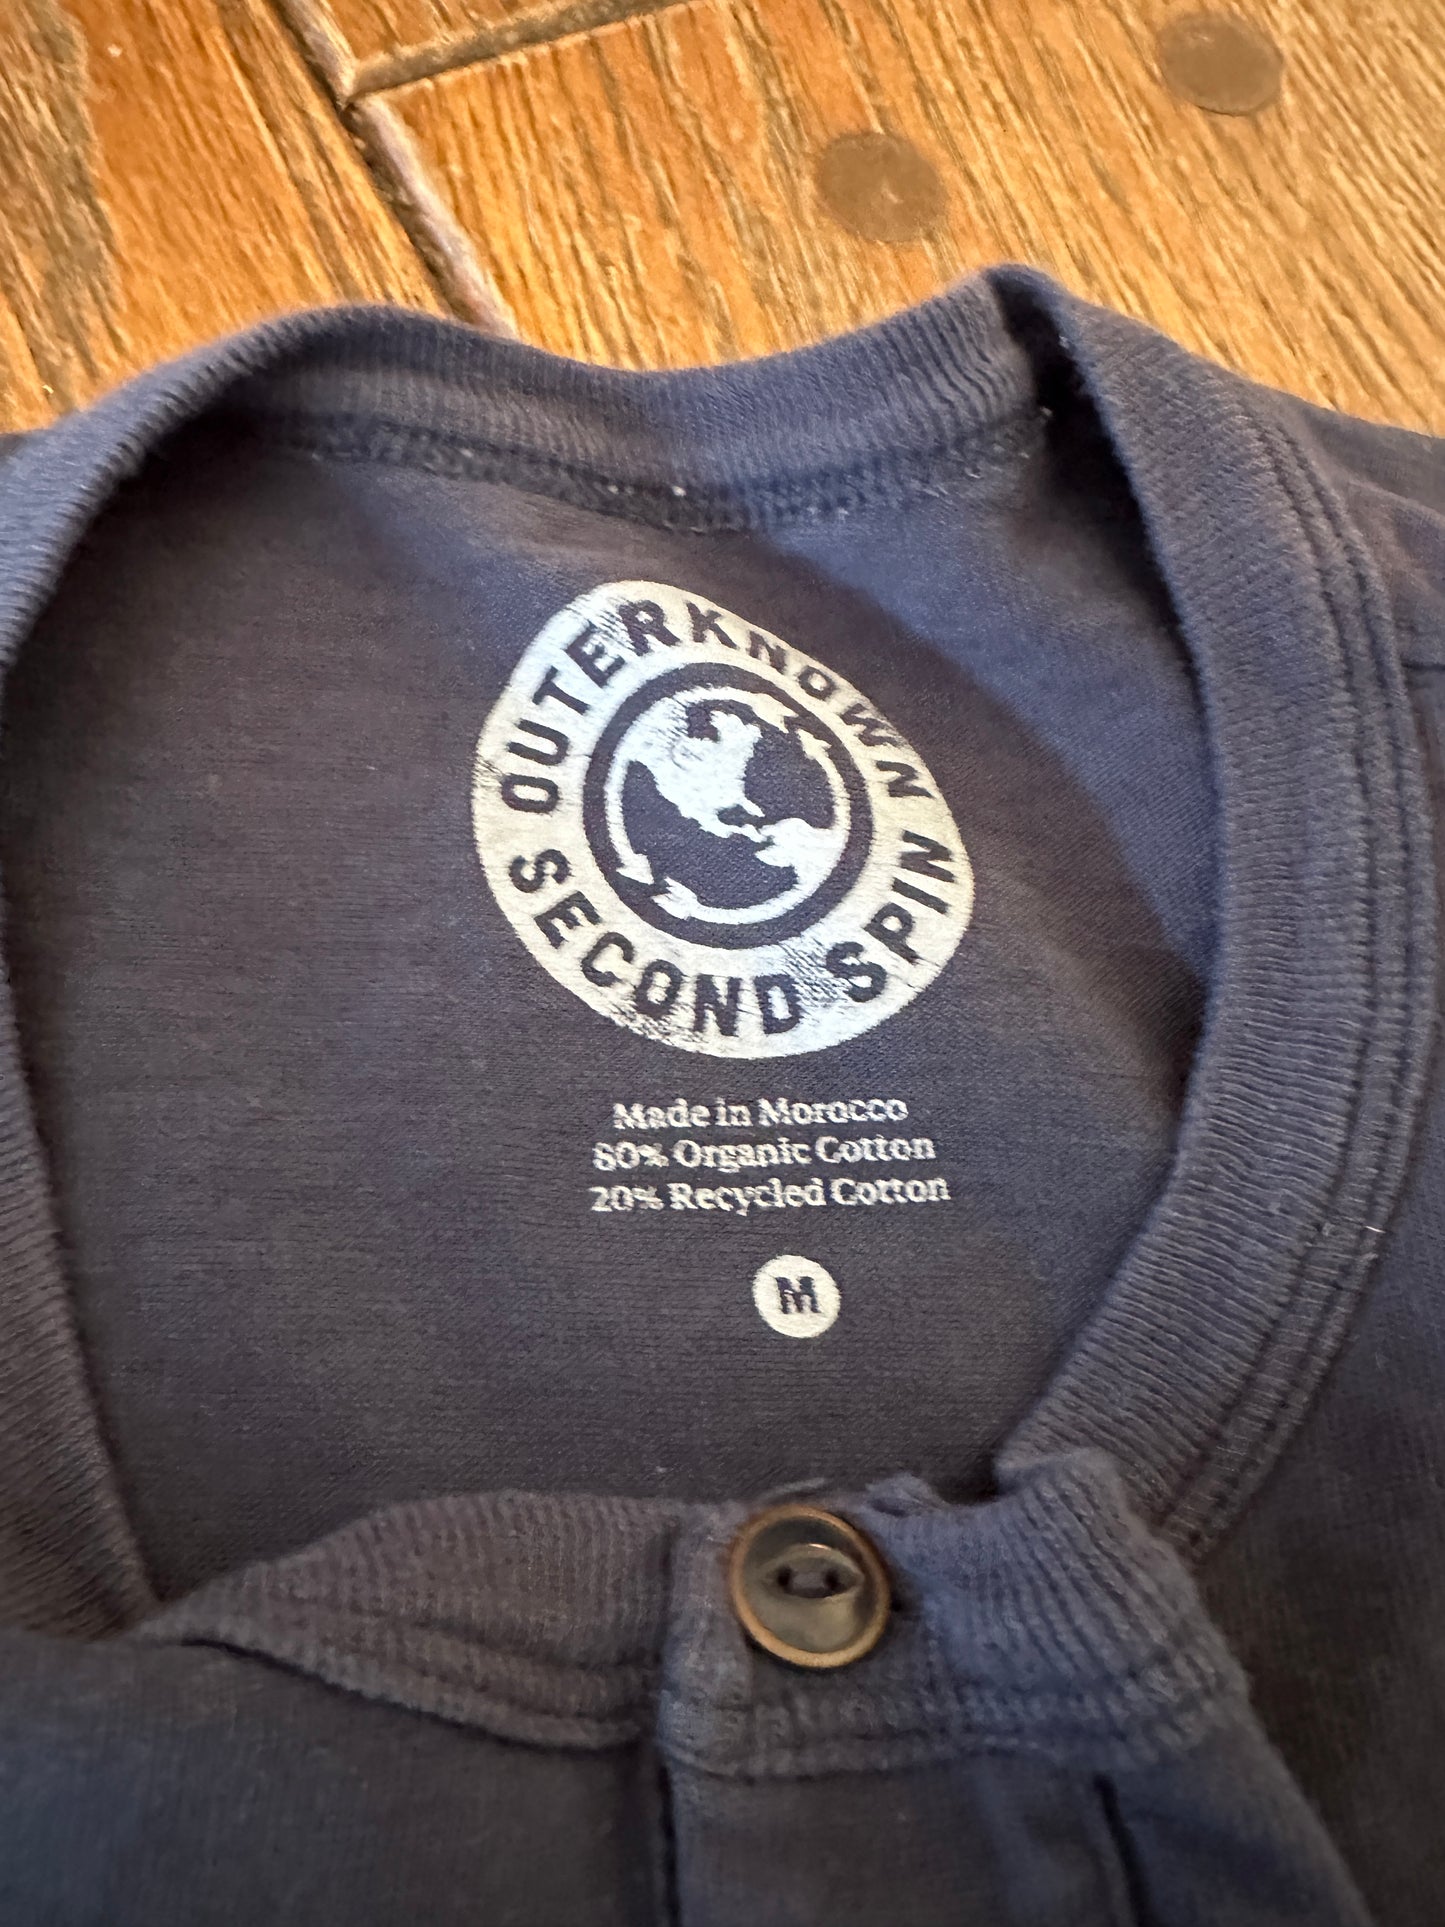 OUTERKNOWN
SECOND SPIN
Made in Morocco
80% Organic Cotton
20% Recycled Cotton
M